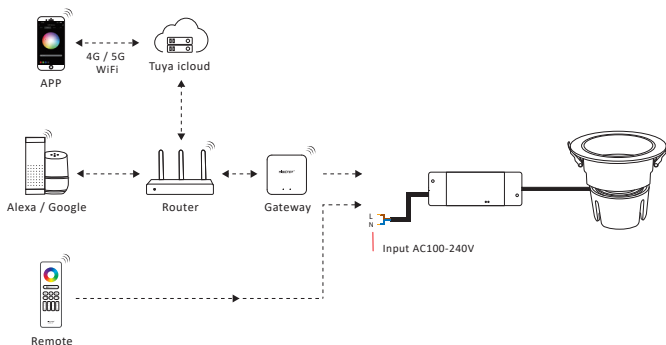 4G / 5G
WiFi
APP
Tuya icloud
Alexa / Google
Router
Gateway
L
N
Input AC100-240V
Remote